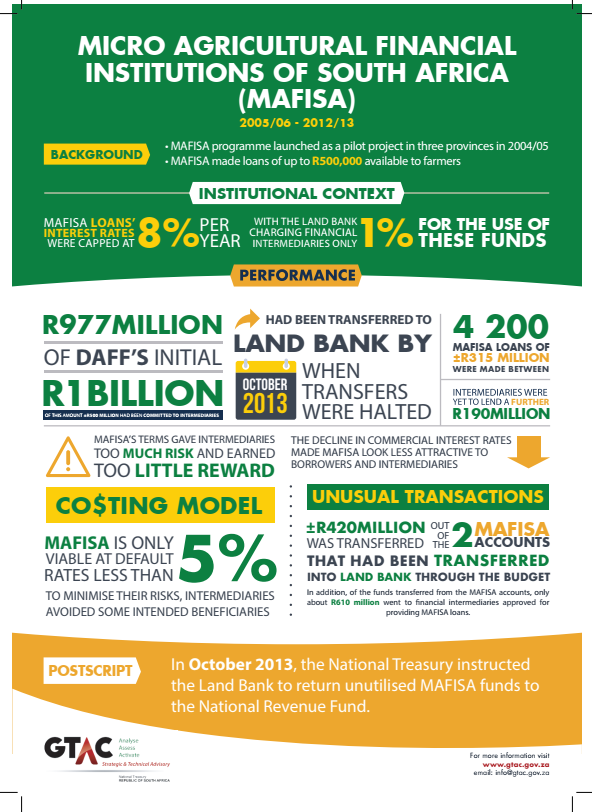 MICRO AGRICULTURAL FINANCIAL
INSTITUTIONS OF SOUTH AFRICA
(MAFISA)
2005/06 - 2012/13
BACKGROUND
• MAFISA programme launched as a pilot project in three provinces in 2004/05
• MAFISA made loans of up to R500,000 available to farmers
INSTITUTIONAL CONTEXT
MAFISA LOANS'
INTEREST RATES
WERE CAPPED AT
8% PER
YEAR
WITH THE LAND BANK
CHARGING FINANCIAL
INTERMEDIARIES ONLY
1% FOR THE USE OF
THESE FUNDS
PERFORMANCE
R977MILLION
OF DAFF'S INITIAL
R1BILLION
OF THIS AMOUNT ±R500 MILLION HAD BEEN COMMITTED TO INTERMEDIARIES
HAD BEEN TRANSFERRED TO
LAND BANK BY
OCTOBER
2013
WHEN
TRANSFERS
WERE HALTED
4 200
MAFISA LOANS OF
±R315 MILLION
WERE MADE BETWEEN
INTERMEDIARIES WERE
YET TO LEND A FURTHER
R190MILLION
MAFISA'S TERMS GAVE INTERMEDIARIES
TOO MUCH RISK AND EARNED
TOO LITTLE REWARD
THE DECLINE IN COMMERCIAL INTEREST RATES
MADE MAFISA LOOK LESS ATTRACTIVE TO
BORROWERS AND INTERMEDIARIES
CO$TING MODEL
MAFISA IS ONLY
VIABLE AT DEFAULT
RATES LESS THAN
5%
TO MINIMISE THEIR RISKS, INTERMEDIARIES
AVOIDED SOME INTENDED BENEFICIARIES
UNUSUAL TRANSACTIONS
±R420MILLION
WAS TRANSFERRED
OUT
OF
THE
2 MAFISA
ACCOUNTS
THAT HAD BEEN TRANSFERRED
INTO LAND BANK THROUGH THE BUDGET
In addition, of the funds transferred from the MAFISA accounts, only
about R610 million went to financial intermediaries approved for
providing MAFISA loans.
POSTSCRIPT
In October 2013, the National Treasury instructed
the Land Bank to return unutilised MAFISA funds to
the National Revenue Fund.
GTAC
Analyse
Assess
Activate
Strategic & Technical Advisory
National Treasury
REPUBLIC OF SOUTH AFRICA
For more information visit
www.gtac.gov.za
email: info@gtac.gov.za